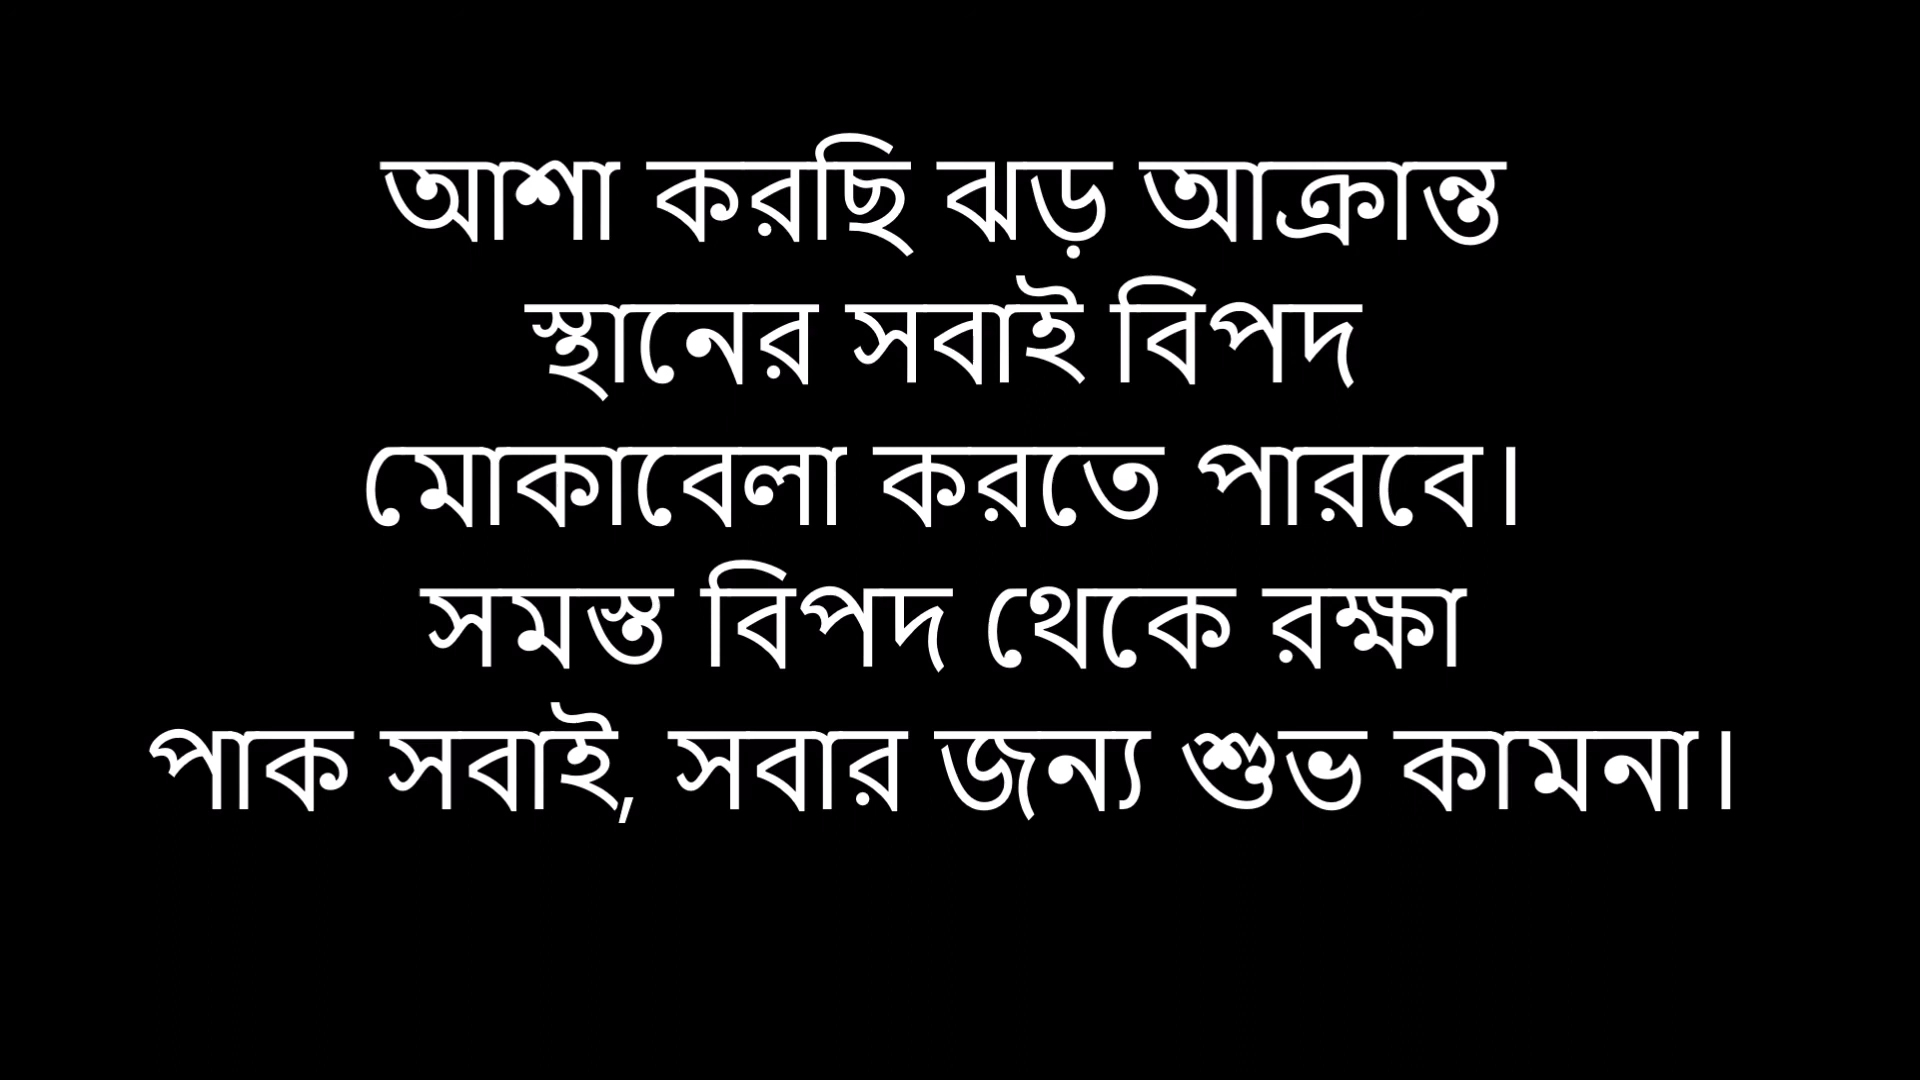 আশা করছি ঝড় আক্রান্ত
স্থানের সবাই বিপদ
মোকাবেলা করতে পারবে।
সমস্ত বিপদ থেকে রক্ষা
পাক সবাই, সবার জন্য শুভ কামনা।